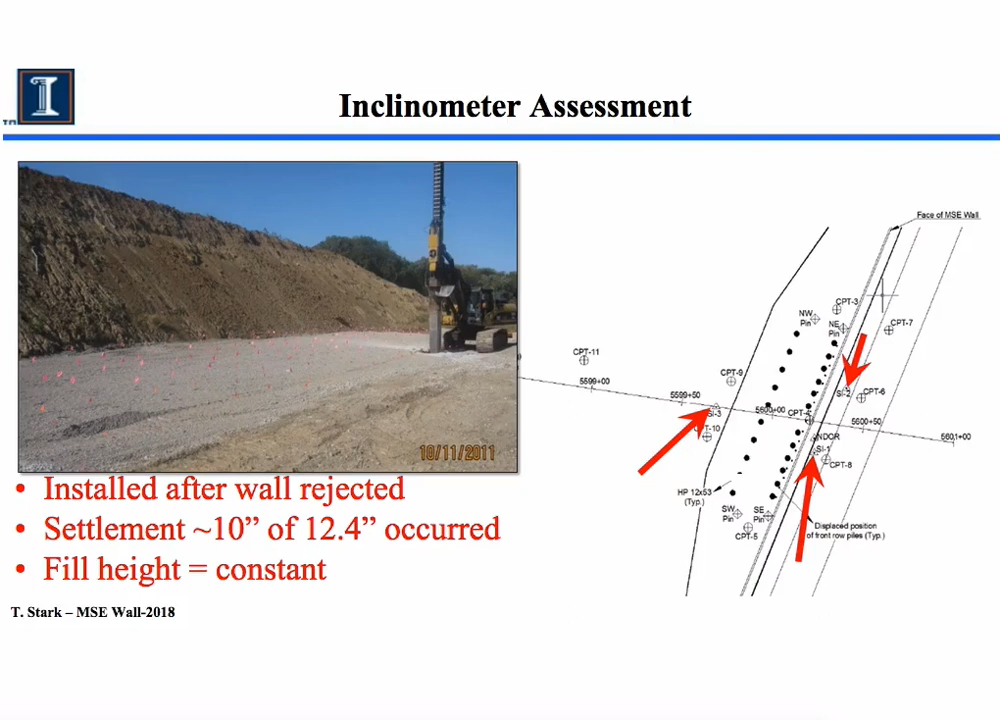 Inclinometer Assessment
10/11/2011
• Installed after wall rejected
• Settlement ~10” of 12.4” occurred
• Fill height = constant
T. Stark – MSE Wall-2018
Face of MSE Wall
CPT-3
NW
Pin
NE
Pin
CPT-7
CPT-11
CPT-9
5599+00
5599+50
SI-3
5600+00
CPT-4
SI-2
CPT-6
5600+50
5601+00
NDOR
SI-1
CPT-8
HP 12x53
(Typ.)
SW
Pin
SE
Pin
CPT-5
Displaced position
of front row piles (Typ.)